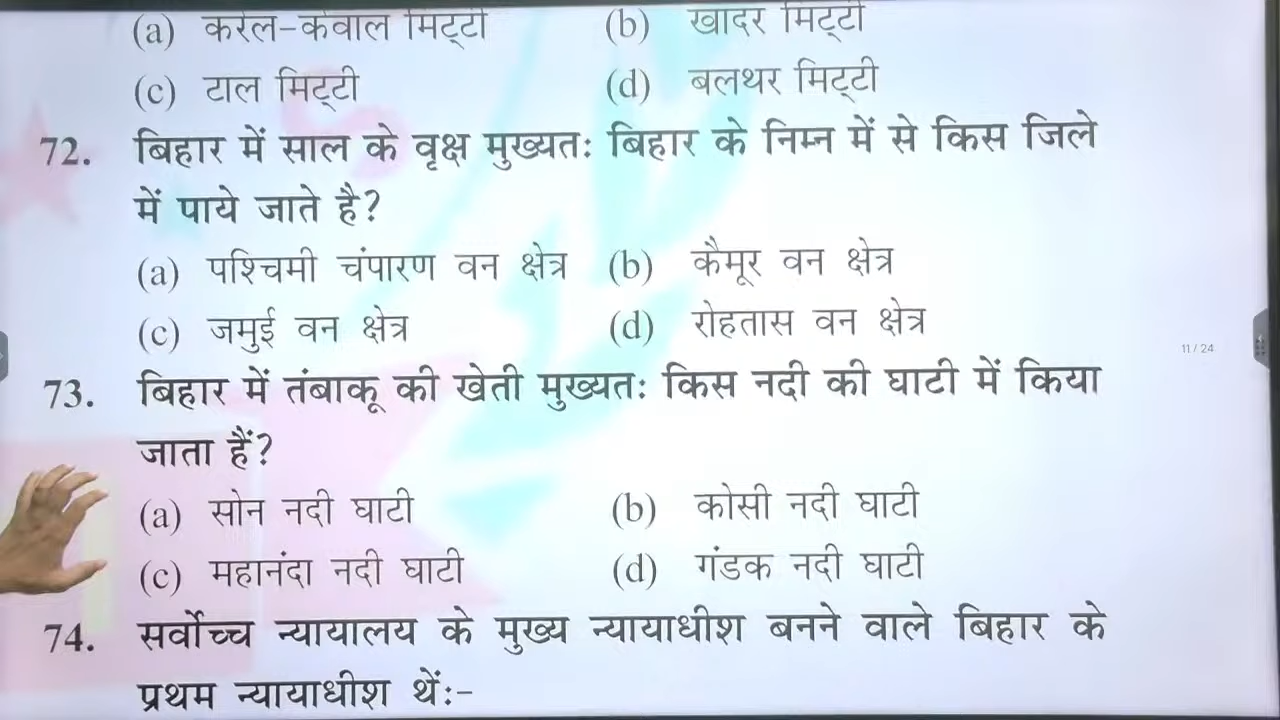 (a) करेल-केवाल मिट्टी (b) खादर मिट्टी
(c) टाल मिट्टी (d) बलथर मिट्टी
72. बिहार में साल के वृक्ष मुख्यतः बिहार के निम्न में से किस जिले
में पाये जाते है?
(a) पश्चिमी चंपारण वन क्षेत्र (b) कैमूर वन क्षेत्र
(c) जमुई वन क्षेत्र (d) रोहतास वन क्षेत्र
11 / 24
73. बिहार में तंबाकू की खेती मुख्यतः किस नदी की घाटी में किया
जाता हैं?
(a) सोन नदी घाटी (b) कोसी नदी घाटी
(c) महानंदा नदी घाटी (d) गंडक नदी घाटी
74. सर्वोच्च न्यायालय के मुख्य न्यायाधीश बनने वाले बिहार के
प्रथम न्यायाधीश थें:-